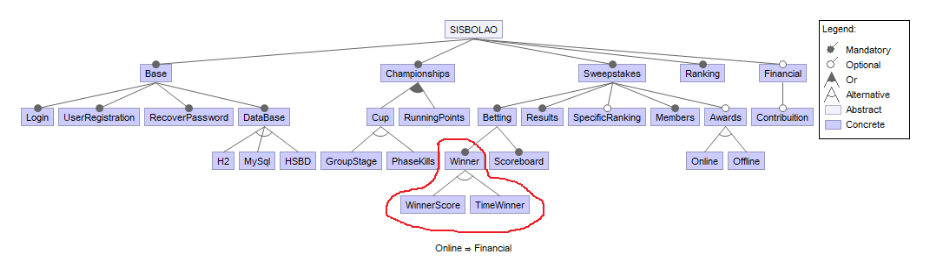 SISBOLAO
Legend:
Mandatory
Optional
Or
Alternative
Abstract
Concrete
Base
Championships
Sweepstakes
Ranking
Financial
Login
UserRegistration
RecoverPassword
DataBase
Cup
RunningPoints
Betting
Results
SpecificRanking
Members
Awards
Contribuition
H2
MySql
HSBD
GroupStage
PhaseKills
Winner
Scoreboard
Online
Offline
WinnerScore
TimeWinner
Online ⇒ Financial